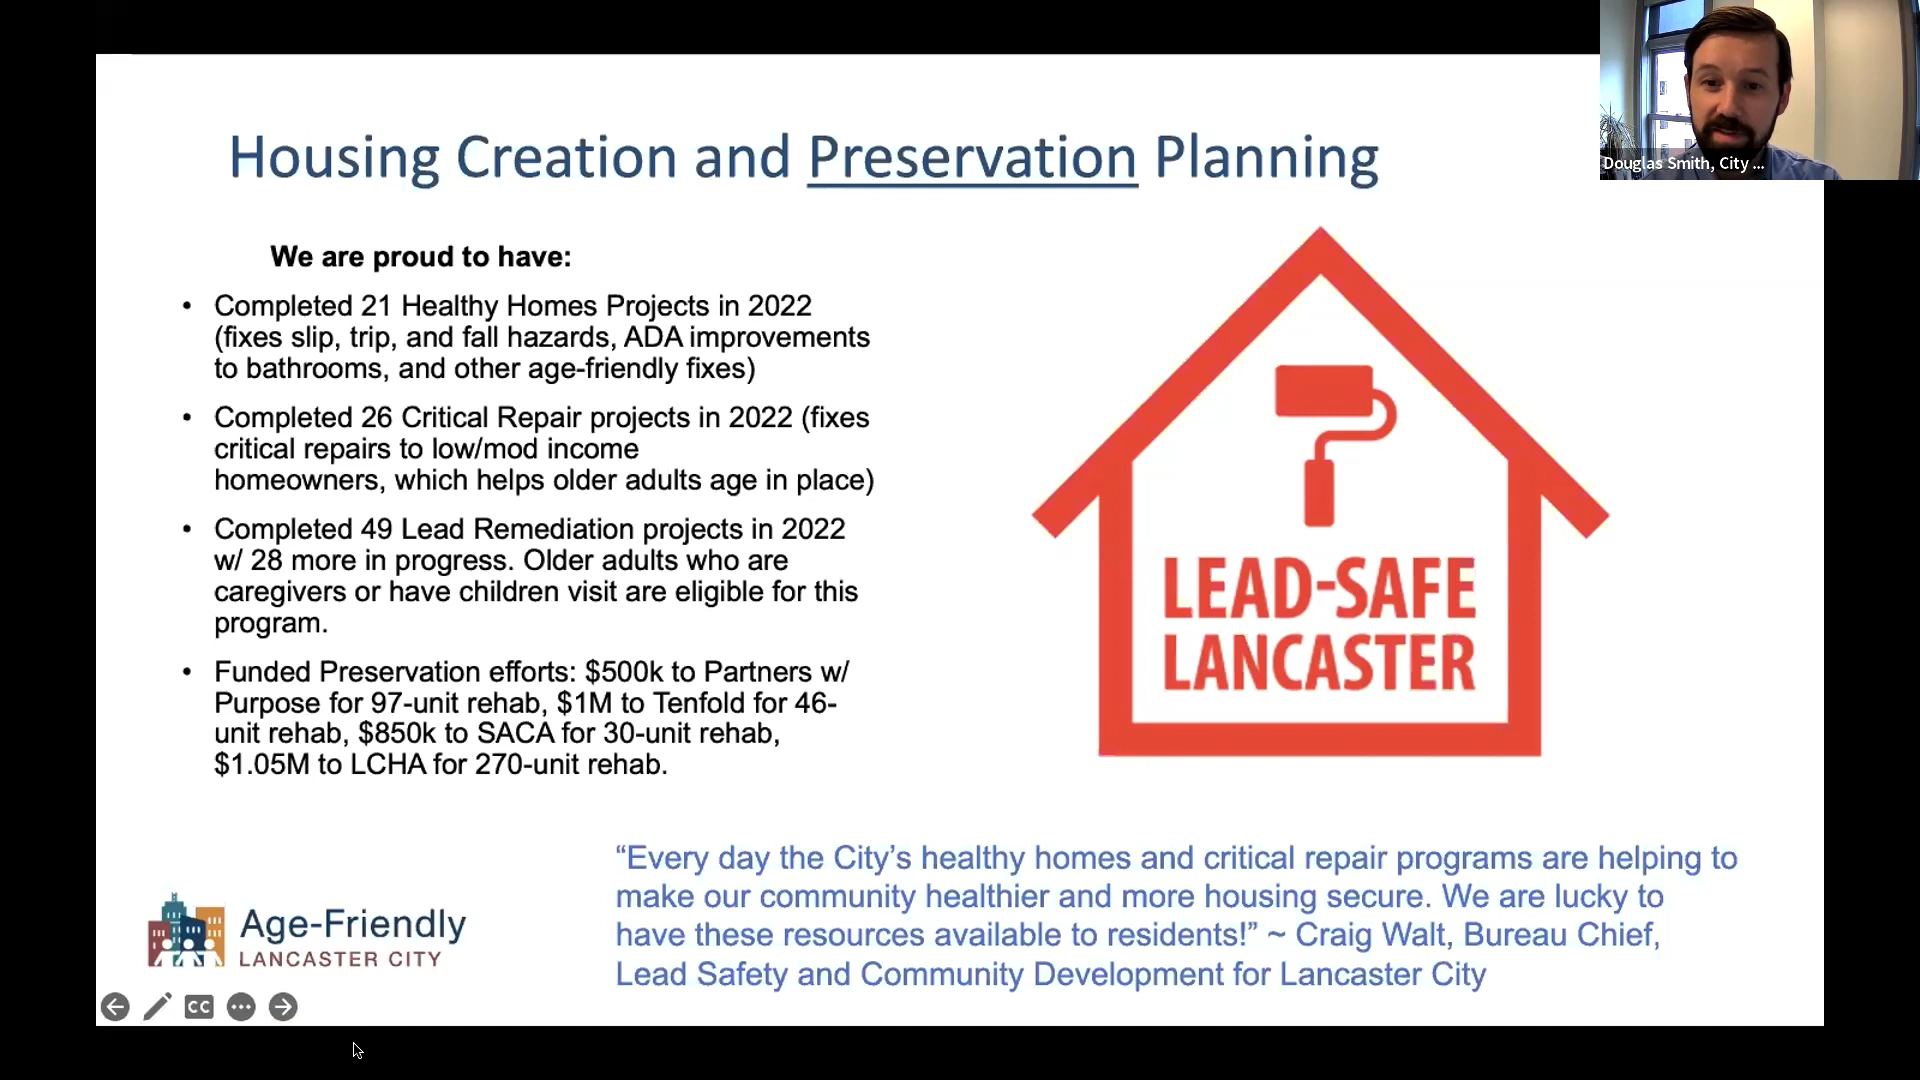 Housing Creation and Preservation Planning
Douglas Smith, City ...
We are proud to have:
• Completed 21 Healthy Homes Projects in 2022
(fixes slip, trip, and fall hazards, ADA improvements
to bathrooms, and other age-friendly fixes)
• Completed 26 Critical Repair projects in 2022 (fixes
critical repairs to low/mod income
homeowners, which helps older adults age in place)
• Completed 49 Lead Remediation projects in 2022
w/ 28 more in progress. Older adults who are
caregivers or have children visit are eligible for this
program.
• Funded Preservation efforts: $500k to Partners w/
Purpose for 97-unit rehab, $1M to Tenfold for 46-
unit rehab, $850k to SACA for 30-unit rehab,
$1.05M to LCHA for 270-unit rehab.
LEAD-SAFE
LANCASTER
“Every day the City’s healthy homes and critical repair programs are helping to
make our community healthier and more housing secure. We are lucky to
have these resources available to residents!” ~ Craig Walt, Bureau Chief,
Lead Safety and Community Development for Lancaster City
Age-Friendly
LANCASTER CITY
CC